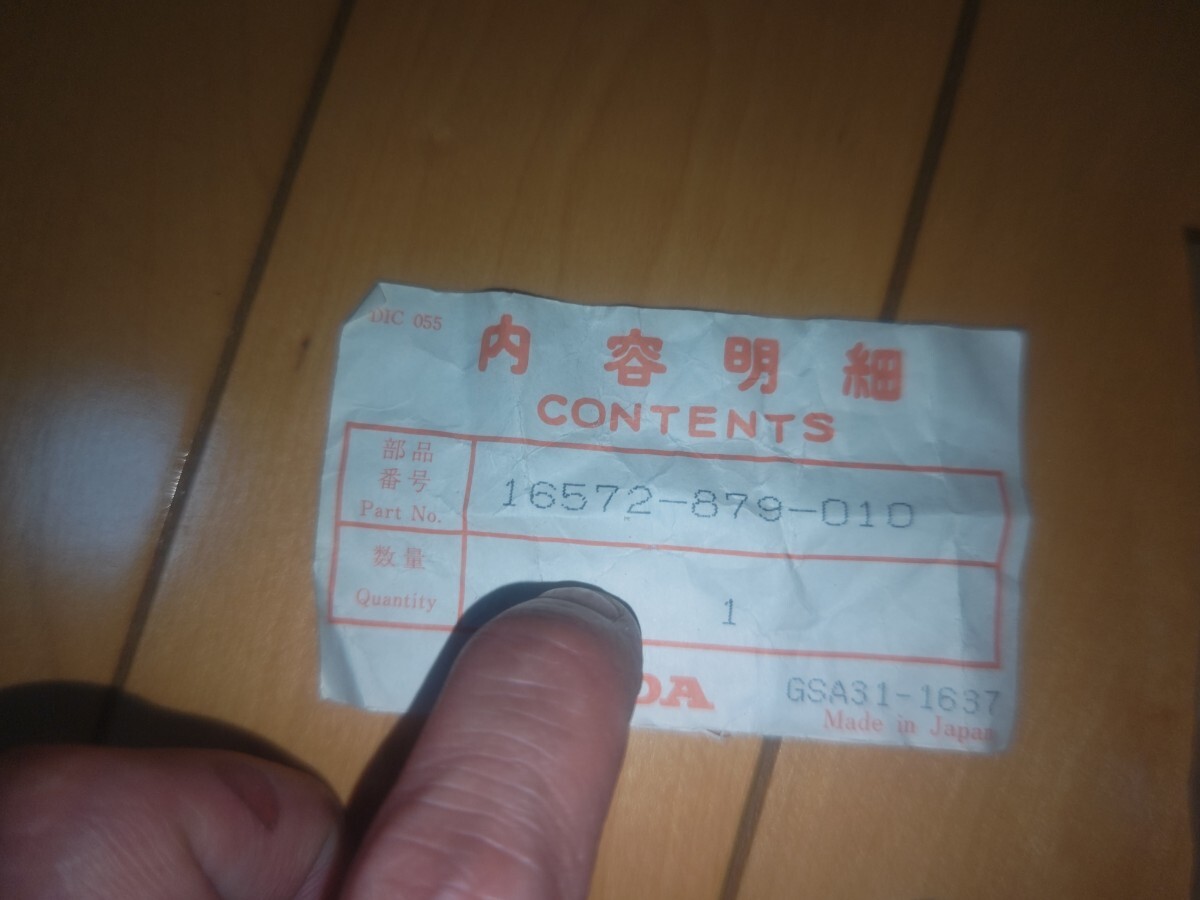 DIC 055
内容明細
CONTENTS
部品
番号
Part No.
16572-879-010
数量
Quantity
1
DA
GSA31-1637
Made in Japan